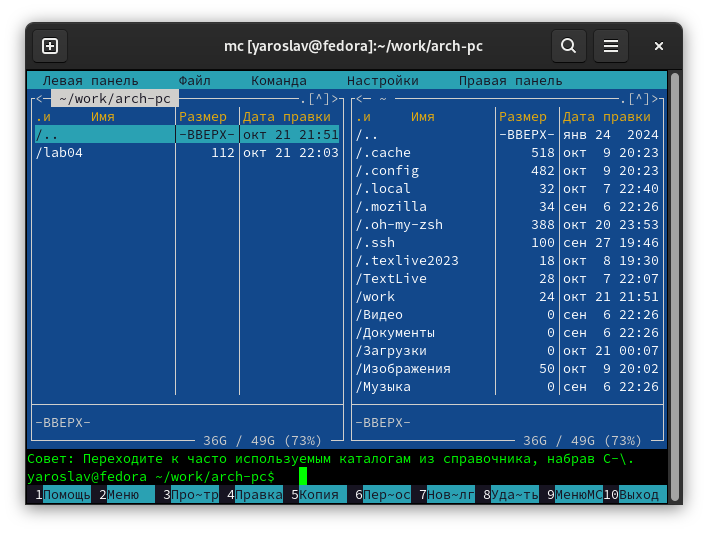 mc [yaroslav@fedora]:~/work/arch-pc
Левая панель Файл Команда Настройки Правая панель
<- ~/work/arch-pc .[^]> <- ~ .[^]>
.и Имя Размер Дата правки .и Имя Размер Дата правки
/.. -ВВЕРХ- окт 21 21:51 /.. -ВВЕРХ- янв 24 2024
/lab04 112 окт 21 22:03 /.cache 518 окт 9 20:23
/.config 482 окт 9 20:23
/.local 32 окт 7 22:40
/.mozilla 34 сен 6 22:26
/.oh-my-zsh 388 окт 20 23:53
/.ssh 100 сен 27 19:46
/.texlive2023 18 окт 8 19:30
/TextLive 28 окт 7 22:07
/work 24 окт 21 21:51
/Видео 0 сен 6 22:26
/Документы 0 сен 6 22:26
/Загрузки 0 окт 21 00:07
/Изображения 50 окт 9 20:02
/Музыка 0 сен 6 22:26
-ВВЕРХ- -ВВЕРХ-
36G / 49G (73%) 36G / 49G (73%)
Совет: Переходите к часто используемым каталогам из справочника, набрав C-\.
yaroslav@fedora ~/work/arch-pc$
1Помощь 2Меню 3Про~тр 4Правка 5Копия 6Пер~ос 7Нов~лг 8Уда~ть 9МенюMC 10Выход